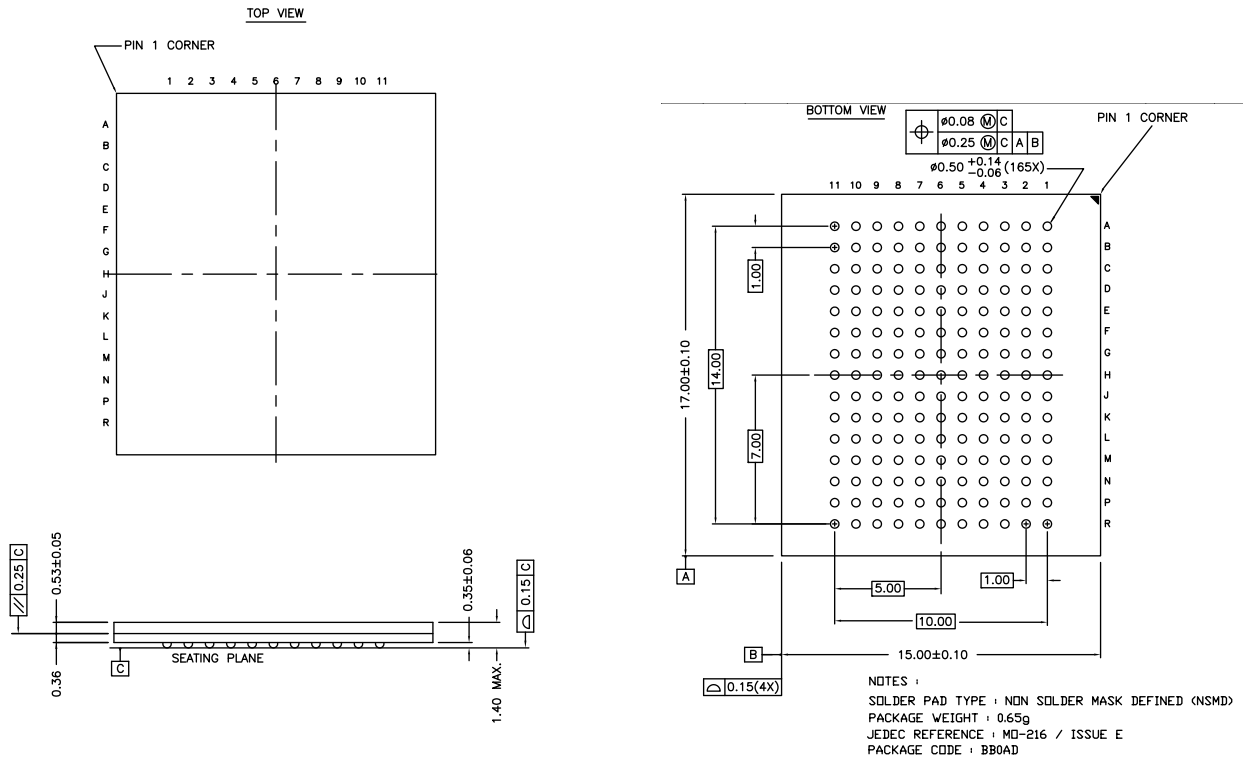 TOP VIEW
PIN 1 CORNER
1 2 3 4 5 6 7 8 9 10 11
A
B
C
D
E
F
G
H
J
K
L
M
N
P
R
// 0.25 C
0.53±0.05
0.36
0.35±0.06
⌓ 0.15 C
1.40 MAX.
SEATING PLANE
C
BOTTOM VIEW
PIN 1 CORNER
⌖ ø0.08 Ⓜ C
ø0.25 Ⓜ C A B
ø0.50 +0.14 -0.06 (165X)
11 10 9 8 7 6 5 4 3 2 1
A
B
C
D
E
F
G
H
J
K
L
M
N
P
R
1.00
14.00
17.00±0.10
7.00
A
1.00
5.00
10.00
B
15.00±0.10
⌓ 0.15(4X)
NOTES :
SOLDER PAD TYPE : NON SOLDER MASK DEFINED (NSMD)
PACKAGE WEIGHT : 0.65g
JEDEC REFERENCE : MO-216 / ISSUE E
PACKAGE CODE : BB0AD